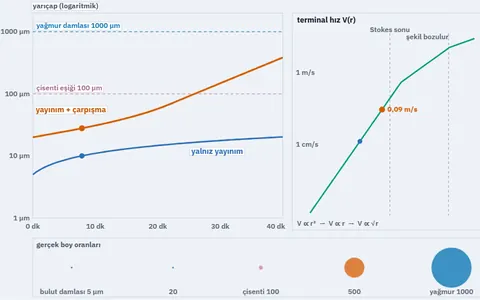 yarıçap (logaritmik)
yağmur damlası 1000 µm
1000 µm
çisenti eşiği 100 µm
100 µm
yayınım + çarpışma
yalnız yayınım
10 µm
1 µm
0 dk
10 dk
20 dk
30 dk
40 dk
terminal hız V(r)
Stokes sonu
şekil bozulur
1 m/s
0,09 m/s
1 cm/s
V ∝ r² → V ∝ r → V ∝ √r
gerçek boy oranları
bulut damlası 5 µm
20
çisenti 100
500
yağmur 1000